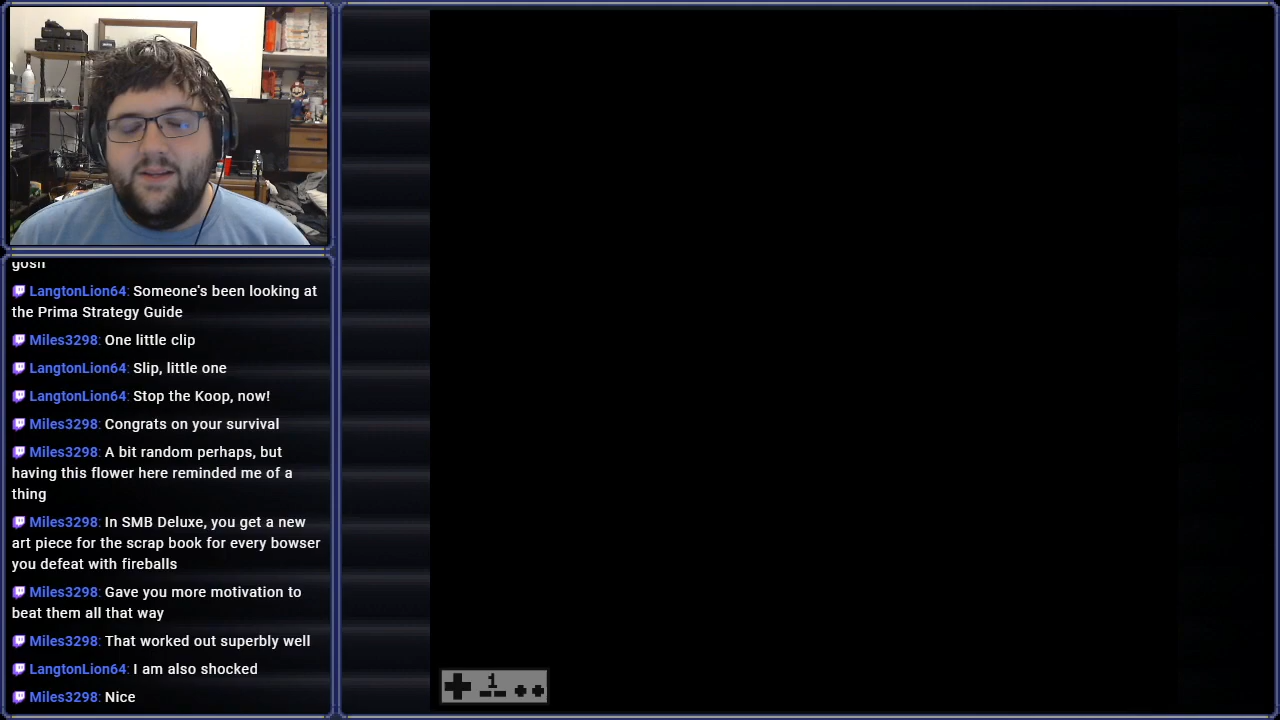 gosh
LangtonLion64: Someone's been looking at
the Prima Strategy Guide
Miles3298: One little clip
LangtonLion64: Slip, little one
LangtonLion64: Stop the Koop, now!
Miles3298: Congrats on your survival
Miles3298: A bit random perhaps, but
having this flower here reminded me of a
thing
Miles3298: In SMB Deluxe, you get a new
art piece for the scrap book for every bowser
you defeat with fireballs
Miles3298: Gave you more motivation to
beat them all that way
Miles3298: That worked out superbly well
LangtonLion64: I am also shocked
Miles3298: Nice
1